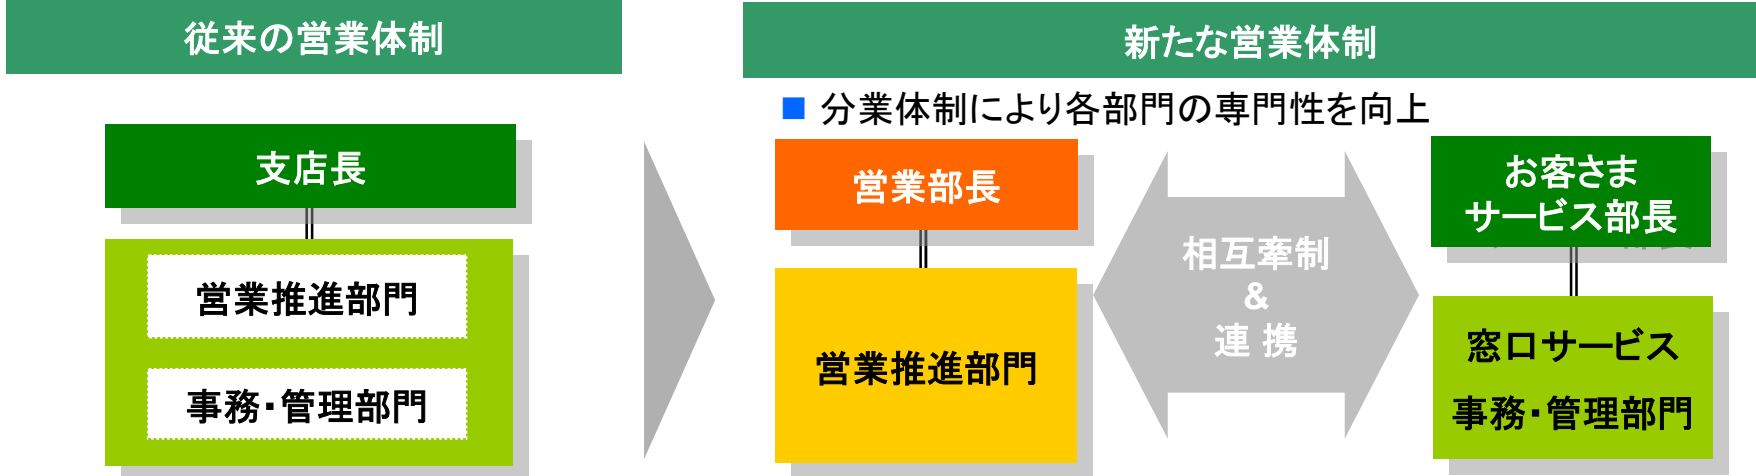 従来の営業体制
支店長
営業推進部門
事務・管理部門
新たな営業体制
■ 分業体制により各部門の専門性を向上
営業部長
営業推進部門
相互牽制
&
連 携
お客さま
サービス部長
窓口サービス
事務・管理部門